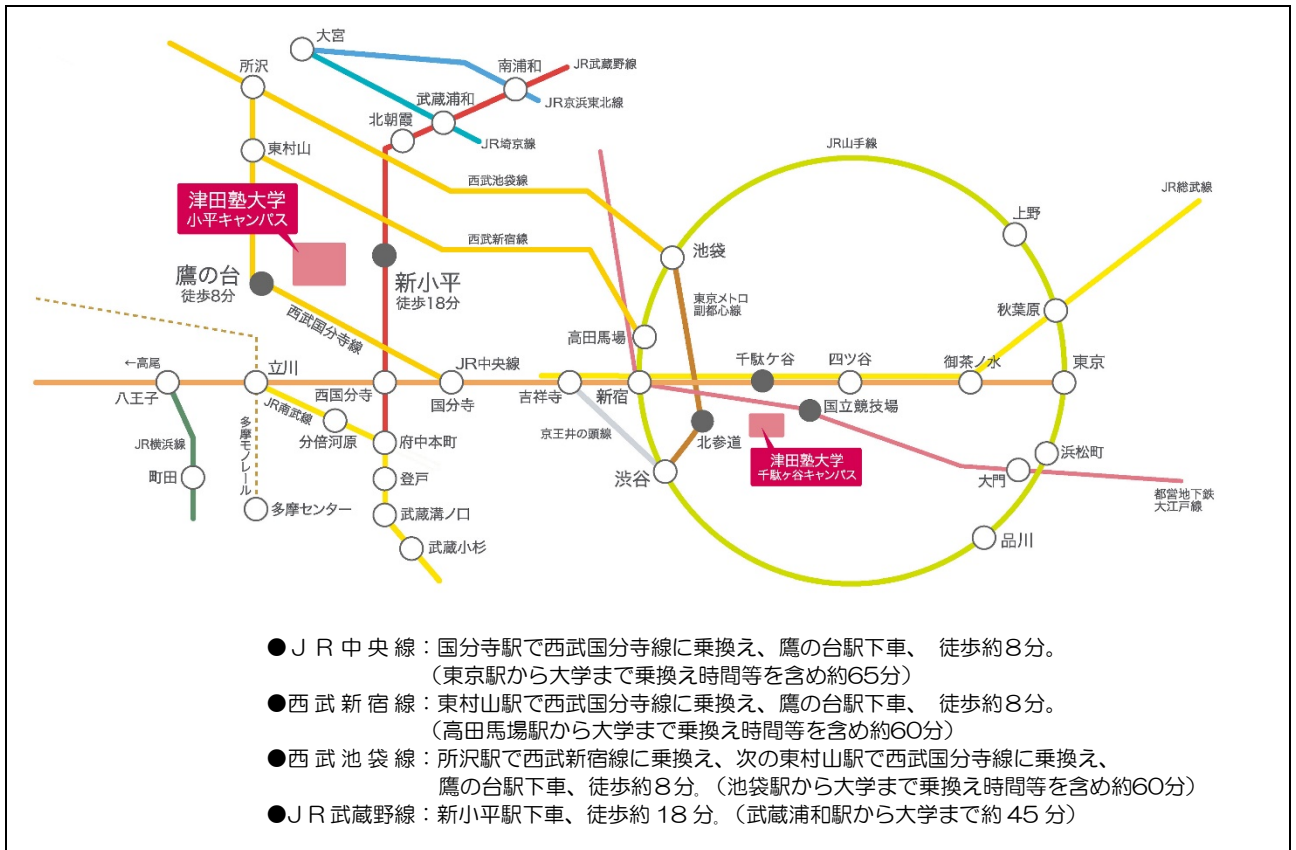 大宮
所沢
南浦和
JR武蔵野線
武蔵浦和
JR京浜東北線
北朝霞
JR埼京線
東村山
JR山手線
西武池袋線
JR総武線
津田塾大学
小平キャンパス
上野
西武新宿線
池袋
鷹の台
徒歩8分
新小平
徒歩18分
東京メトロ
副都心線
秋葉原
西武国分寺線
高田馬場
←高尾
立川
JR中央線
千駄ケ谷
四ツ谷
御茶ノ水
東京
八王子
西国分寺
国分寺
吉祥寺
新宿
JR南武線
国立競技場
分倍河原
府中本町
京王井の頭線
北参道
JR横浜線
多摩モノレール
浜松町
町田
登戸
渋谷
津田塾大学
千駄ヶ谷キャンパス
大門
都営地下鉄
大江戸線
多摩センター
武蔵溝ノ口
品川
武蔵小杉
●ＪＲ中央線：国分寺駅で西武国分寺線に乗換え、鷹の台駅下車、 徒歩約８分。
（東京駅から大学まで乗換え時間等を含め約65分）
●西武新宿線：東村山駅で西武国分寺線に乗換え、鷹の台駅下車、 徒歩約８分。
（高田馬場駅から大学まで乗換え時間等を含め約60分）
●西武池袋線：所沢駅で西武新宿線に乗換え、次の東村山駅で西武国分寺線に乗換え、
鷹の台駅下車、徒歩約８分。（池袋駅から大学まで乗換え時間等を含め約60分）
●ＪＲ武蔵野線：新小平駅下車、徒歩約 18 分。（武蔵浦和駅から大学まで約 45 分）